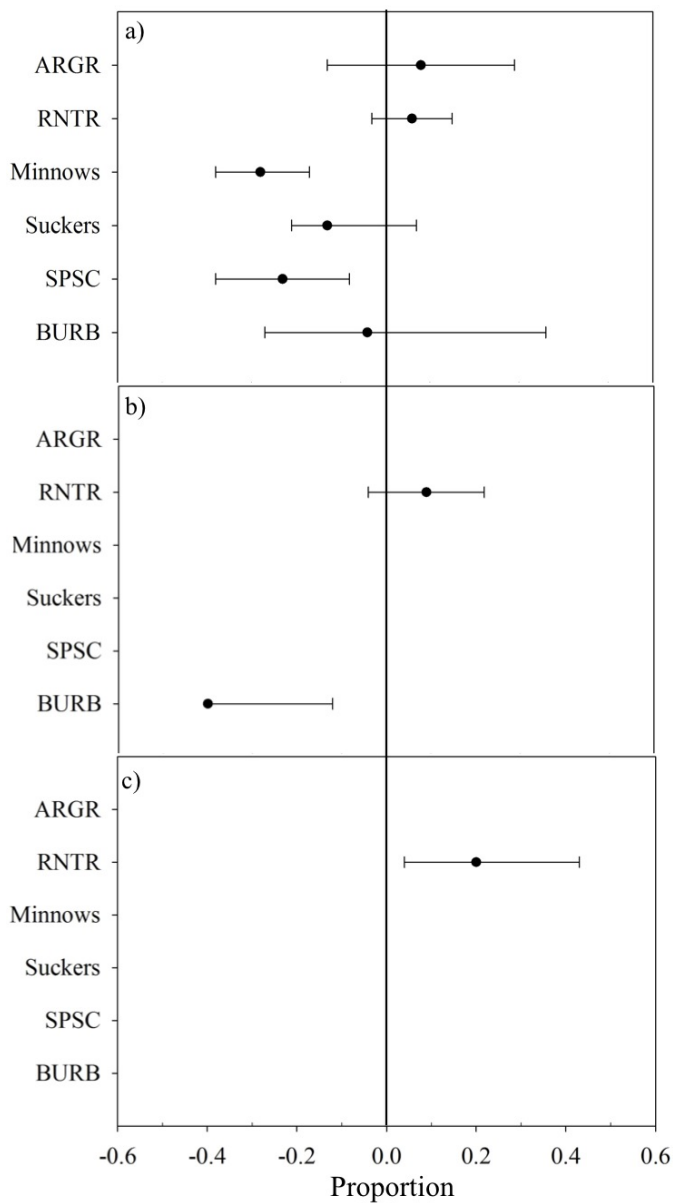 a)
ARGR
RNTR
Minnows
Suckers
SPSC
BURB
b)
ARGR
RNTR
Minnows
Suckers
SPSC
BURB
c)
ARGR
RNTR
Minnows
Suckers
SPSC
BURB
-0.6 -0.4 -0.2 0.0 0.2 0.4 0.6
Proportion